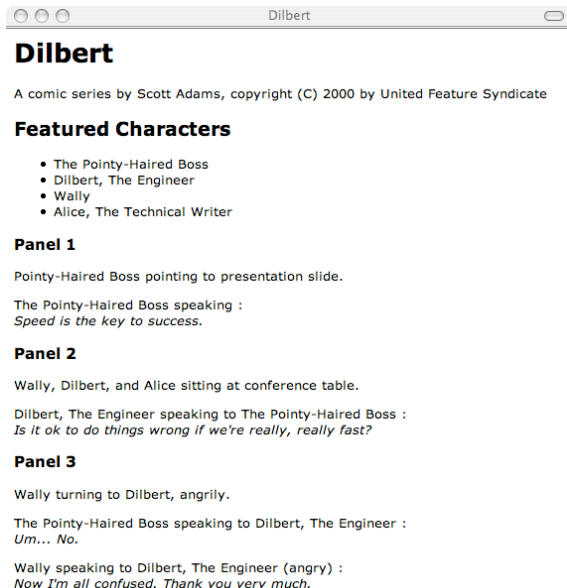 Dilbert
Dilbert
A comic series by Scott Adams, copyright (C) 2000 by United Feature Syndicate
Featured Characters
• The Pointy-Haired Boss
• Dilbert, The Engineer
• Wally
• Alice, The Technical Writer
Panel 1
Pointy-Haired Boss pointing to presentation slide.
The Pointy-Haired Boss speaking :
Speed is the key to success.
Panel 2
Wally, Dilbert, and Alice sitting at conference table.
Dilbert, The Engineer speaking to The Pointy-Haired Boss :
Is it ok to do things wrong if we're really, really fast?
Panel 3
Wally turning to Dilbert, angrily.
The Pointy-Haired Boss speaking to Dilbert, The Engineer :
Um... No.
Wally speaking to Dilbert, The Engineer (angry) :
Now I'm all confused. Thank you very much.